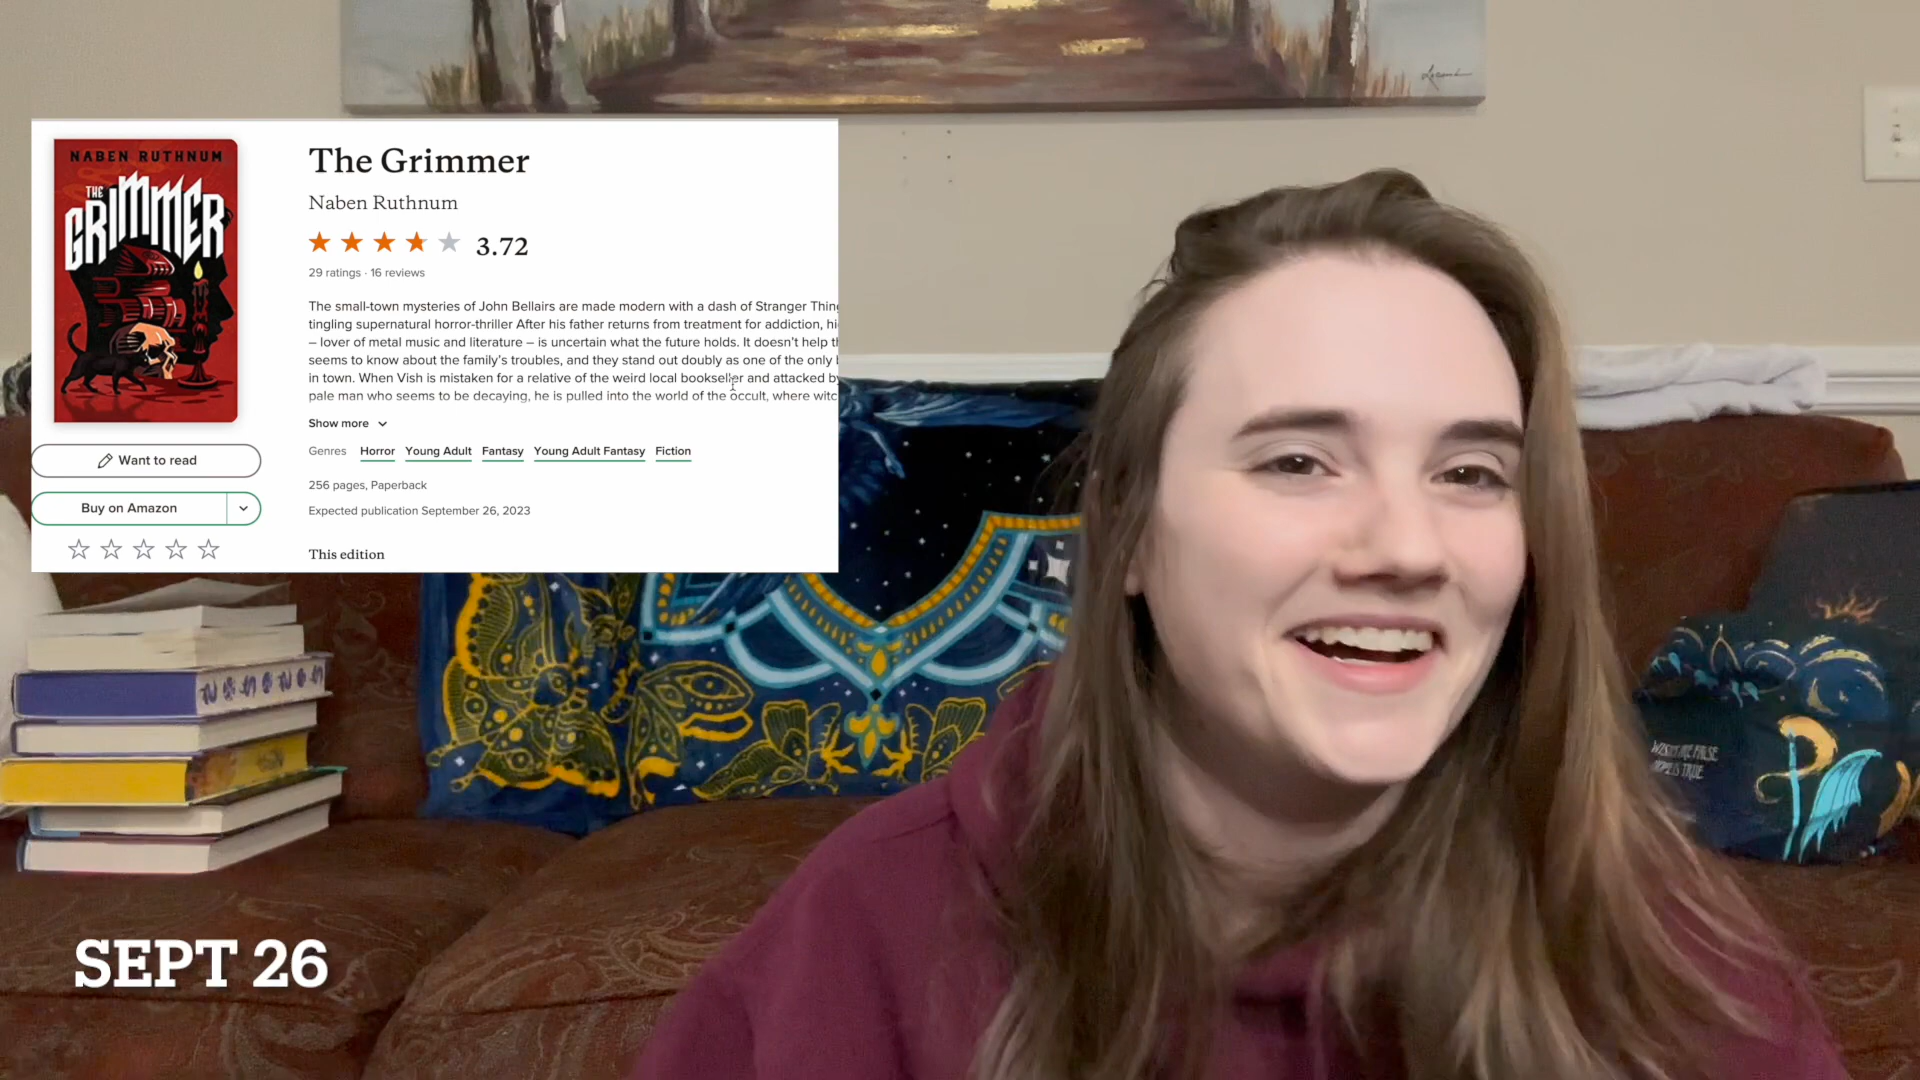 NABEN RUTHNUM
THE
GRIMMER
The Grimmer
Naben Ruthnum
3.72
29 ratings · 16 reviews
The small-town mysteries of John Bellairs are made modern with a dash of Stranger Thin
tingling supernatural horror-thriller After his father returns from treatment for addiction, hi
– lover of metal music and literature – is uncertain what the future holds. It doesn't help t
seems to know about the family's troubles, and they stand out doubly as one of the only
in town. When Vish is mistaken for a relative of the weird local bookseller and attacked by
pale man who seems to be decaying, he is pulled into the world of the occult, where witc
Show more
Genres Horror Young Adult Fantasy Young Adult Fantasy Fiction
256 pages, Paperback
Expected publication September 26, 2023
This edition
Want to read
Buy on Amazon
SEPT 26